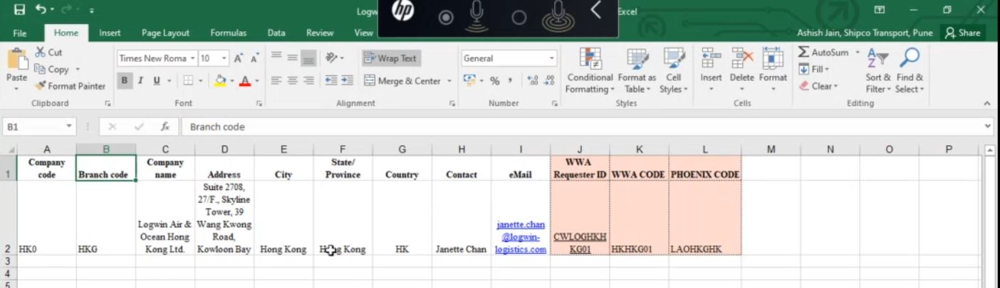 Logw
hp
Excel
File Home Insert Page Layout Formulas Data Review View
Ashish Jain, Shipco Transport, Pune Share
Paste
Cut
Copy
Format Painter
Clipboard
Times New Roma 10 A A
B I U A
Font
Wrap Text
Merge & Center
Alignment
General
% ,
Number
Conditional Formatting
Format as Table
Cell Styles
Styles
Insert Delete Format
Cells
AutoSum
Fill
Clear
Sort & Filter
Find & Select
Editing
B1 fx Branch code
A B C D E F G H I J K L M N O P
1
Company code
Branch code
Company name
Address
City
State/ Province
Country
Contact
eMail
WWA Requester ID
WWA CODE
PHOENIX CODE
2
HK0
HKG
Logwin Air &
Ocean Hong
Kong Ltd.
Suite 2708,
27/F., Skyline
Tower, 39
Wang Kwong
Road,
Kowloon Bay
Hong Kong
Hong Kong
HK
Janette Chan
janette.chan
@logwin-
logistics.com
CWLOGHKH
KG01
HKHKG01
LAOHKGHK
3
4
5